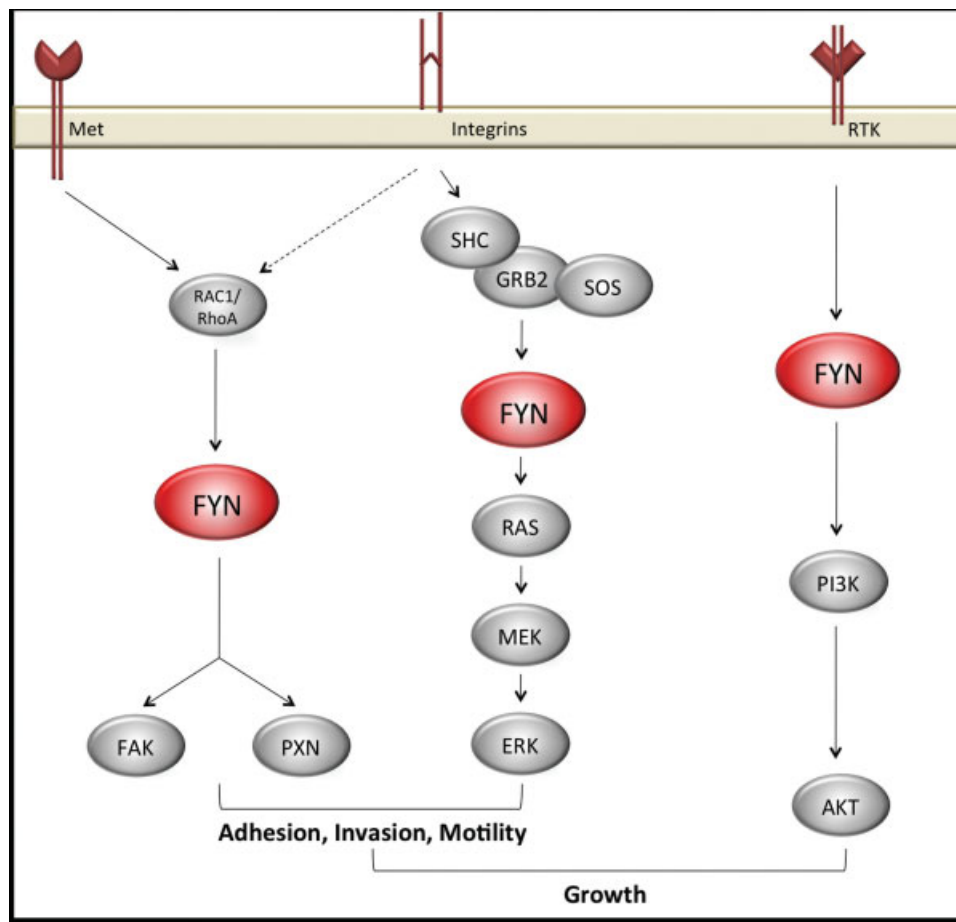 Met
Integrins
RTK
SHC
GRB2
SOS
RAC1/
RhoA
FYN
FYN
FYN
RAS
PI3K
MEK
FAK
PXN
ERK
AKT
Adhesion, Invasion, Motility
Growth